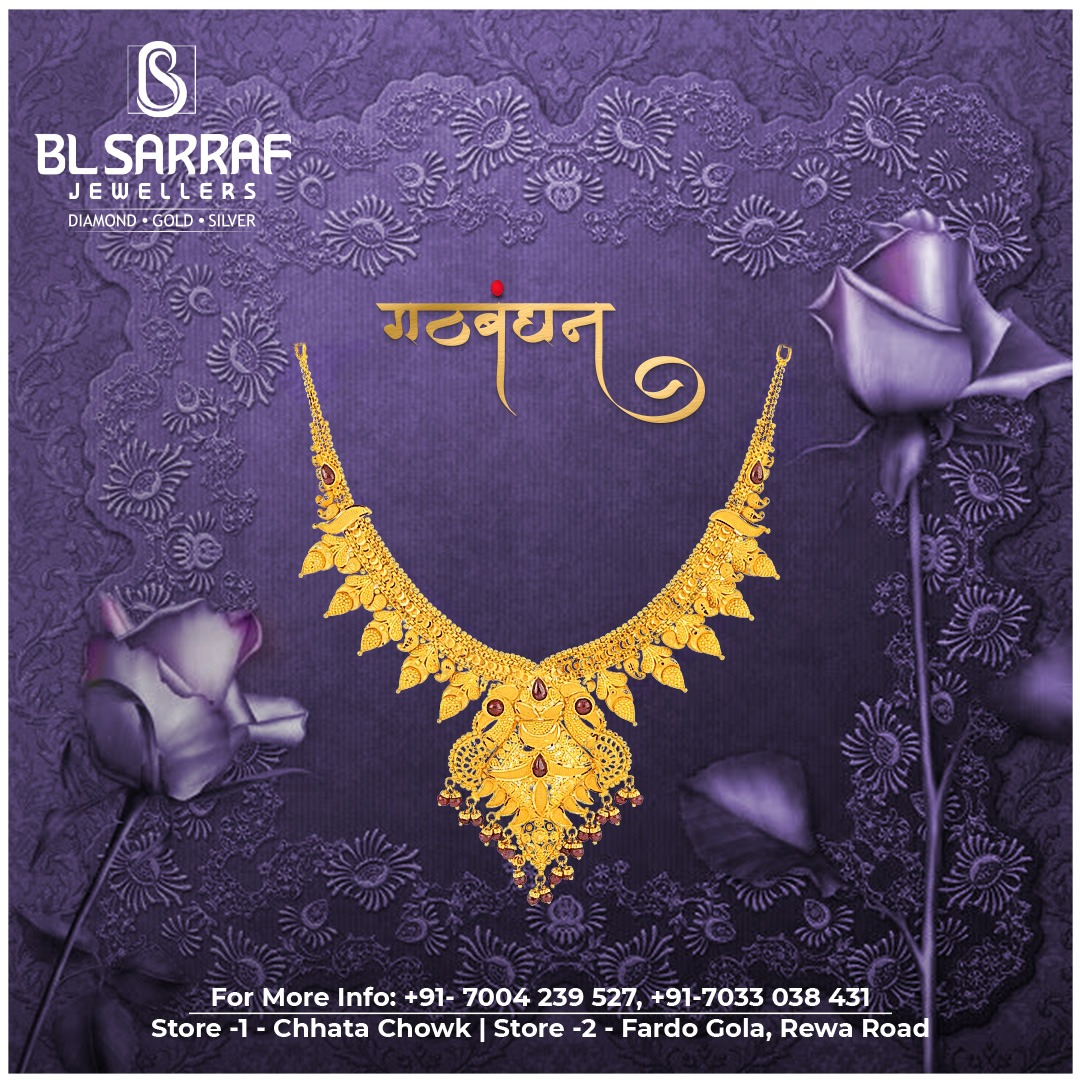 BL SARRAF
JEWELLERS
DIAMOND • GOLD • SILVER
गठबंधन
For More Info: +91- 7004 239 527, +91-7033 038 431
Store -1 - Chhata Chowk | Store -2 - Fardo Gola, Rewa Road